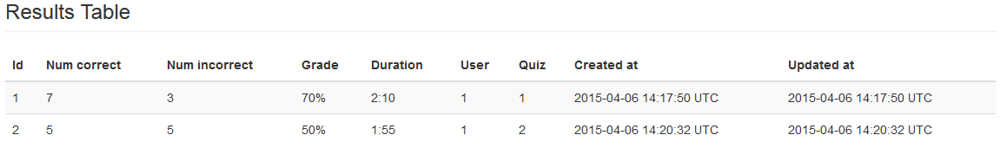 Results Table
Id Num correct Num incorrect Grade Duration User Quiz Created at Updated at
1 7 3 70% 2:10 1 1 2015-04-06 14:17:50 UTC 2015-04-06 14:17:50 UTC
2 5 5 50% 1:55 1 2 2015-04-06 14:20:32 UTC 2015-04-06 14:20:32 UTC